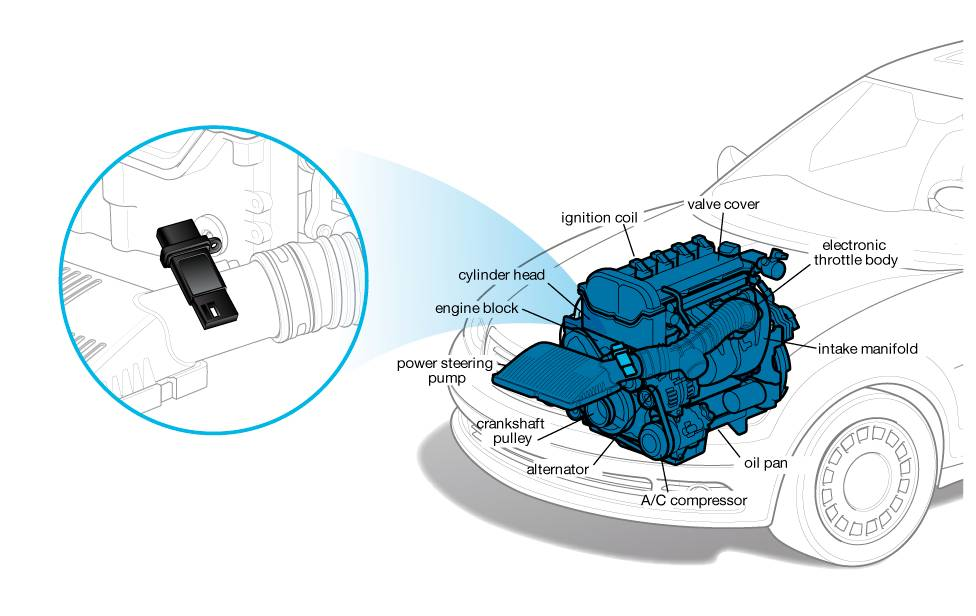 valve cover
ignition coil
electronic
throttle body
cylinder head
engine block
intake manifold
power steering
pump
crankshaft
pulley
alternator
oil pan
A/C compressor